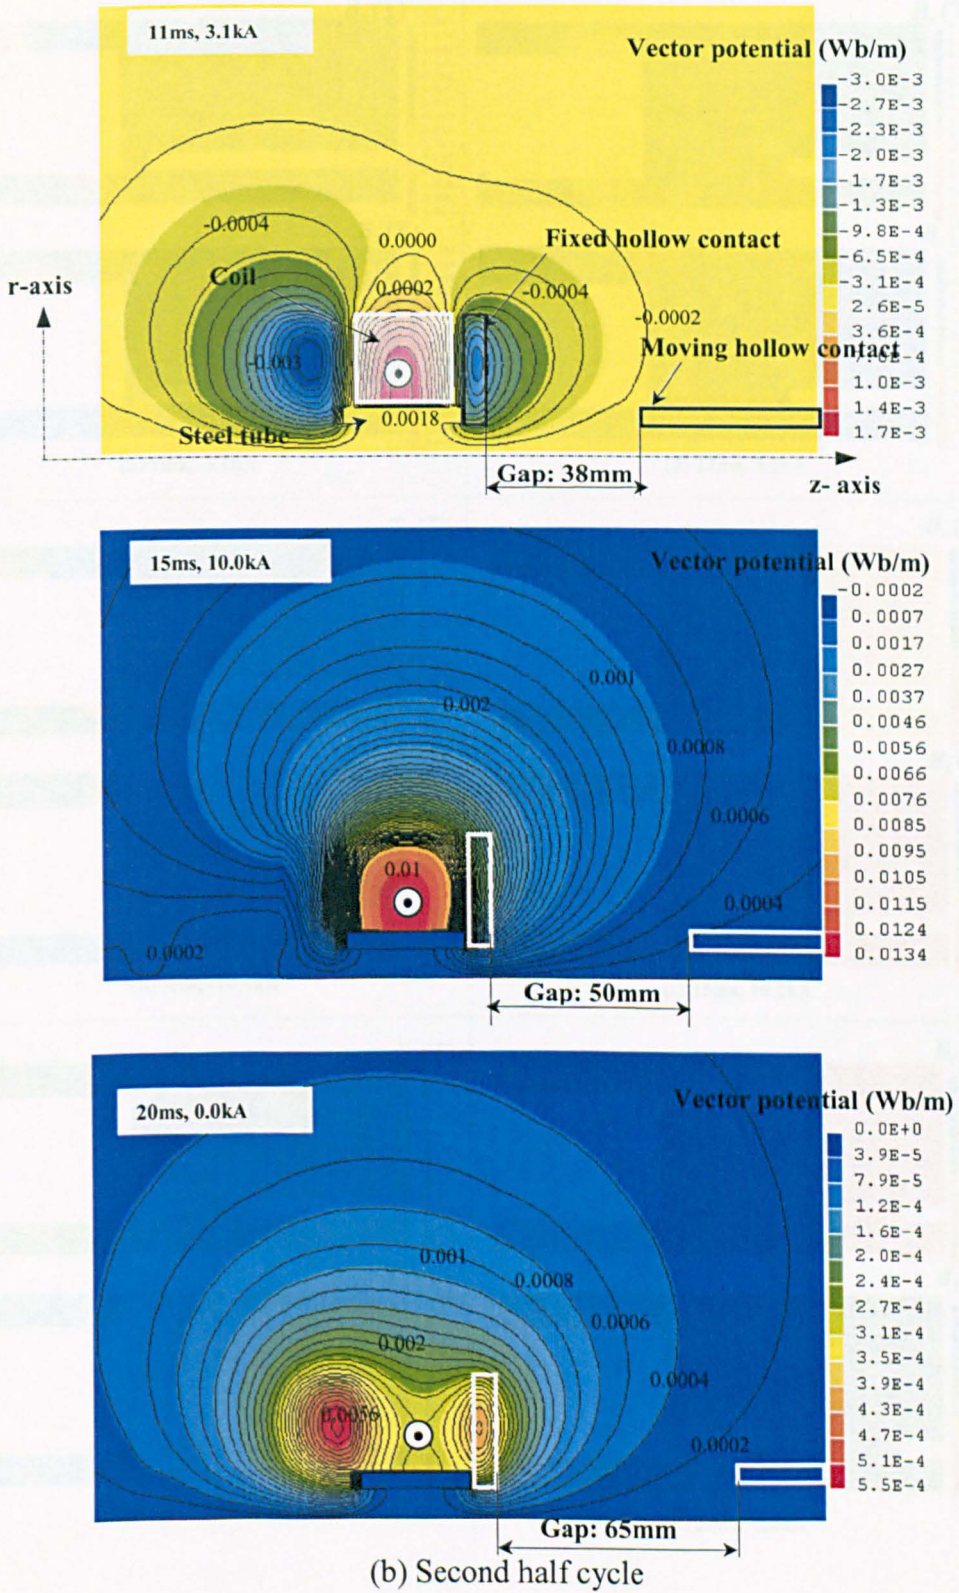 11ms, 3.1kA
Vector potential (Wb/m)
-3.0E-3
-2.7E-3
-2.3E-3
-2.0E-3
-1.7E-3
-1.3E-3
-9.8E-4
-6.5E-4
-3.1E-4
2.6E-5
3.6E-4
7.0E-4
1.0E-3
1.4E-3
1.7E-3
-0.0004
0.0000
Fixed hollow contact
Coil
0.0002
-0.0004
r-axis
-0.0002
Moving hollow contact
-0.003
0.0018
Steel tube
Gap: 38mm
z- axis
15ms, 10.0kA
Vector potential (Wb/m)
-0.0002
0.0007
0.0017
0.0027
0.0037
0.0046
0.0056
0.0066
0.0076
0.0085
0.0095
0.0105
0.0115
0.0124
0.0134
0.001
0.002
0.0008
0.0006
0.01
0.0004
0.0002
Gap: 50mm
20ms, 0.0kA
Vector potential (Wb/m)
0.0E+0
3.9E-5
7.9E-5
1.2E-4
1.6E-4
2.0E-4
2.4E-4
2.7E-4
3.1E-4
3.5E-4
3.9E-4
4.3E-4
4.7E-4
5.1E-4
5.5E-4
0.001
0.0008
0.0006
0.002
0.0004
0.0056
0.0002
Gap: 65mm
(b) Second half cycle